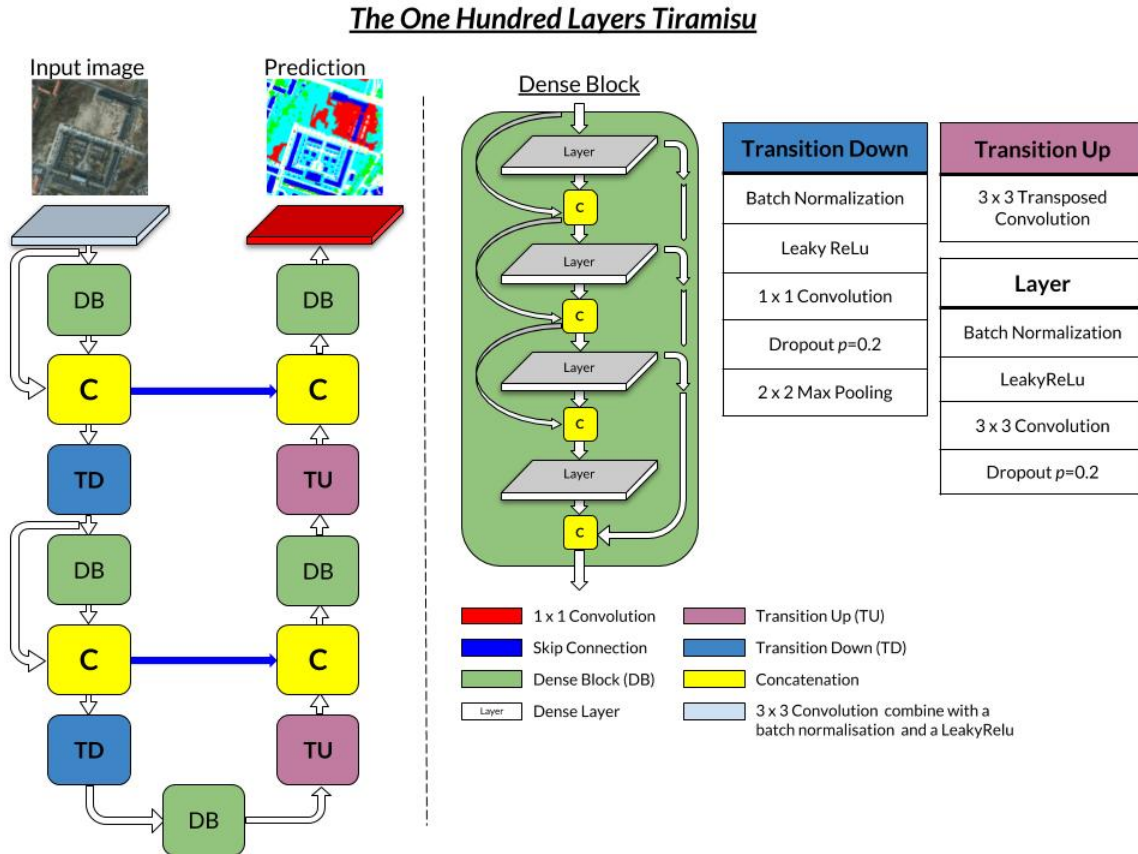 The One Hundred Layers Tiramisu
Input image
Prediction
DB
DB
C
C
TD
TU
DB
DB
C
C
TD
TU
DB
Dense Block
Layer
C
Layer
C
Layer
C
Layer
C
Transition Down
Batch Normalization
Leaky ReLu
1 x 1 Convolution
Dropout p=0.2
2 x 2 Max Pooling
Transition Up
3 x 3 Transposed
Convolution
Layer
Batch Normalization
LeakyReLu
3 x 3 Convolution
Dropout p=0.2
1 x 1 Convolution
Skip Connection
Dense Block (DB)
Layer Dense Layer
Transition Up (TU)
Transition Down (TD)
Concatenation
3 x 3 Convolution combine with a
batch normalisation and a LeakyRelu